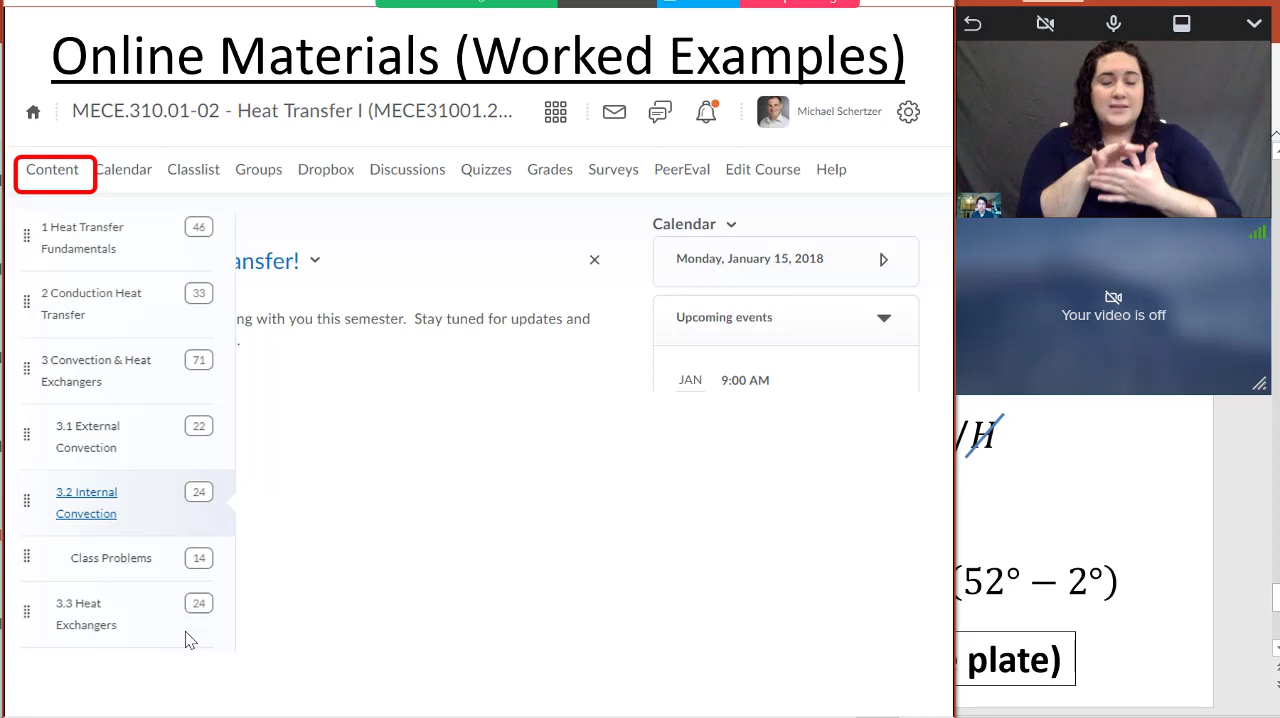 Online Materials (Worked Examples)
MECE.310.01-02 - Heat Transfer I (MECE31001.2...
Michael Schertzer
Content Calendar Classlist Groups Dropbox Discussions Quizzes Grades Surveys PeerEval Edit Course Help
1 Heat Transfer
Fundamentals
46
2 Conduction Heat
Transfer
33
3 Convection & Heat
Exchangers
71
3.1 External
Convection
22
3.2 Internal
Convection
24
Class Problems
14
3.3 Heat
Exchangers
24
ansfer!
ng with you this semester. Stay tuned for updates and
.
Calendar
Monday, January 15, 2018
Upcoming events
JAN 9:00 AM
Your video is off
/H
(52° − 2°)
plate)